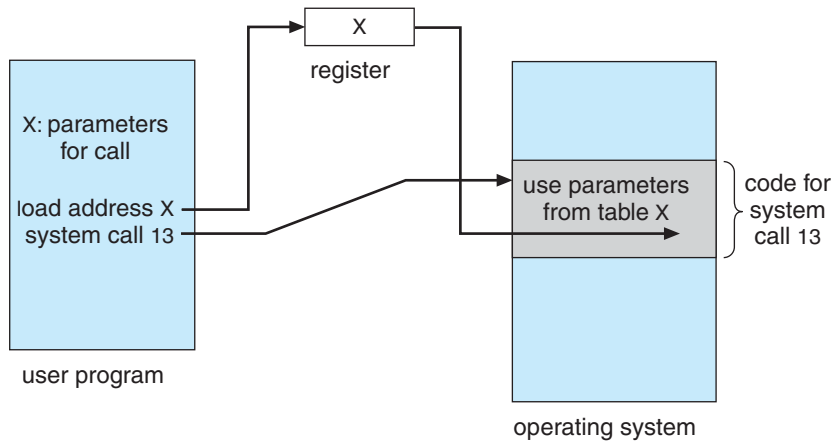 X
register
X: parameters
for call
load address X
system call 13
user program
use parameters
from table X
code for
system
call 13
operating system